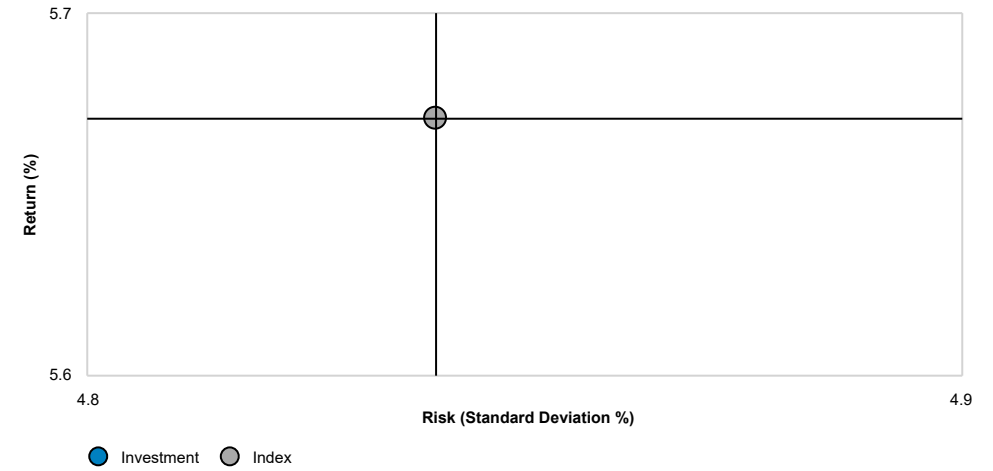 5.7
Return (%)
5.6
4.8
4.9
Risk (Standard Deviation %)
Investment
Index